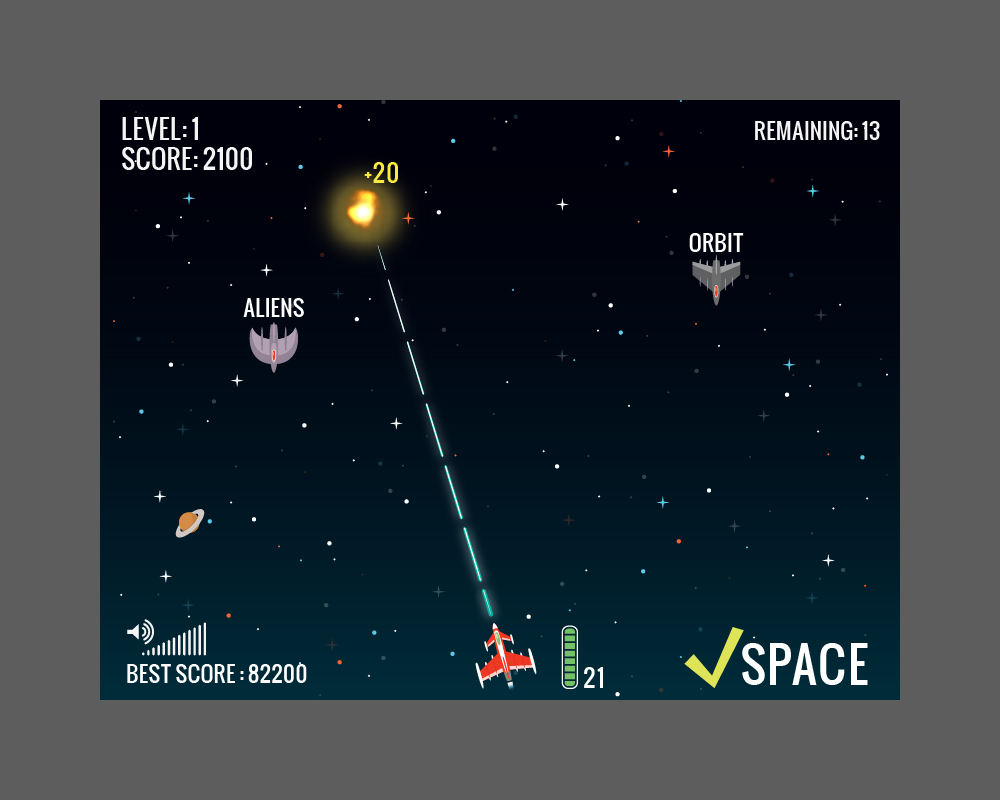 LEVEL: 1
SCORE: 2100
REMAINING: 13
+20
ORBIT
ALIENS
BEST SCORE : 82200
21
SPACE